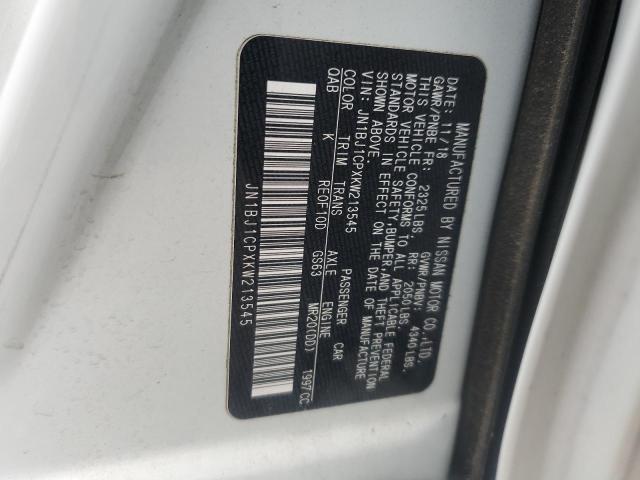 MANUFACTURED BY NISSAN MOTOR CO.,LTD.
DATE: 11/18 GVWR/PNBV: 4340LBS.
GAWR/PNBE FR: 2325LBS. RR: 2050LBS.
THIS VEHICLE CONFORMS TO ALL APPLICABLE FEDERAL
MOTOR VEHICLE SAFETY,BUMPER,AND THEFT PREVENTION
STANDARDS IN EFFECT ON THE DATE OF MANUFACTURE
SHOWN ABOVE.
VIN: JN1BJ1CPXKW213545 PASSENGER CAR
COLOR TRIM TRANS AXLE ENGINE
QAB K RE0F10D GS63 MR20(DD) 1997CC
JN1BJ1CPXKW213545